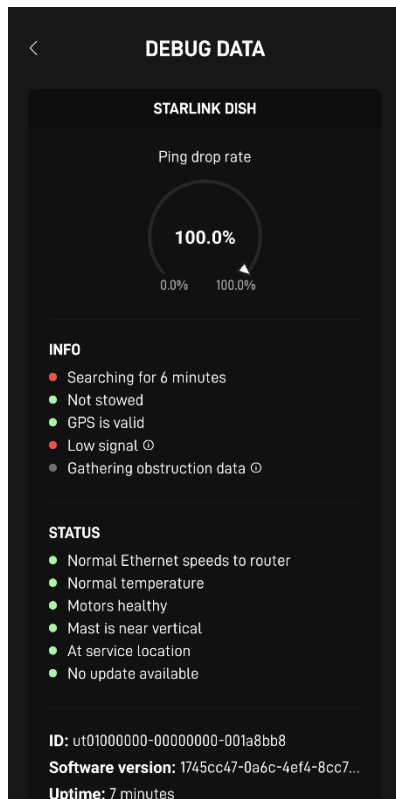 DEBUG DATA
STARLINK DISH
Ping drop rate
100.0%
0.0% 100.0%
INFO
Searching for 6 minutes
Not stowed
GPS is valid
Low signal
Gathering obstruction data
STATUS
Normal Ethernet speeds to router
Normal temperature
Motors healthy
Mast is near vertical
At service location
No update available
ID: ut01000000-00000000-001a8bb8
Software version: 1745cc47-0a6c-4ef4-8cc7...
Uptime: 7 minutes